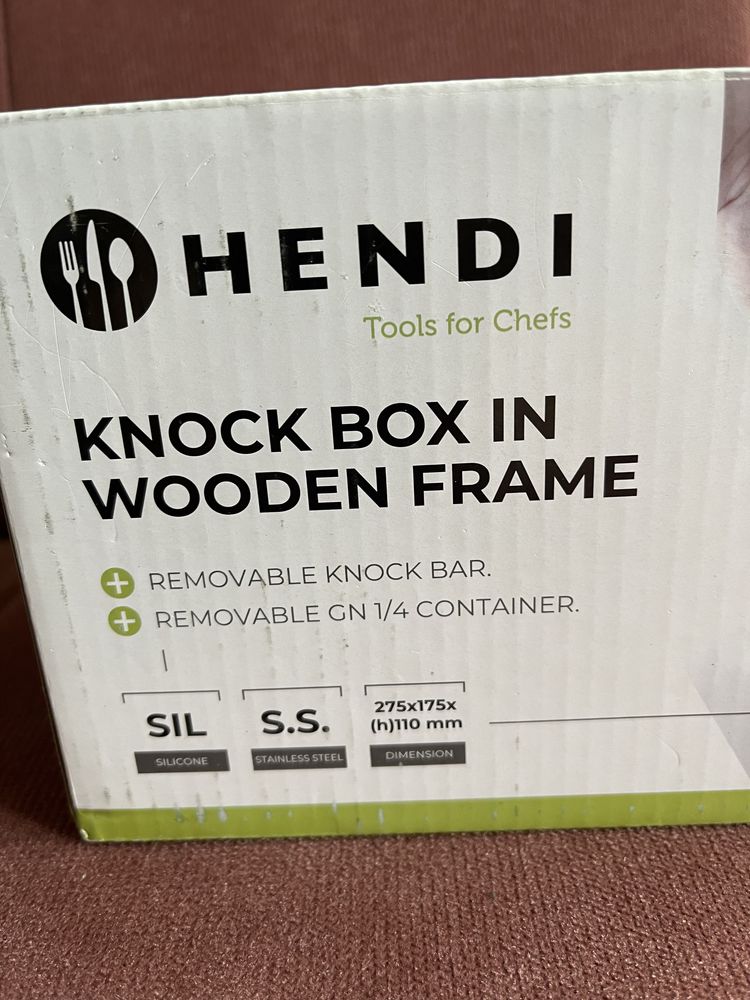 HENDI
Tools for Chefs
KNOCK BOX IN
WOODEN FRAME
REMOVABLE KNOCK BAR.
REMOVABLE GN 1/4 CONTAINER.
SIL
SILICONE
S.S.
STAINLESS STEEL
275x175x
(h)110 mm
DIMENSION